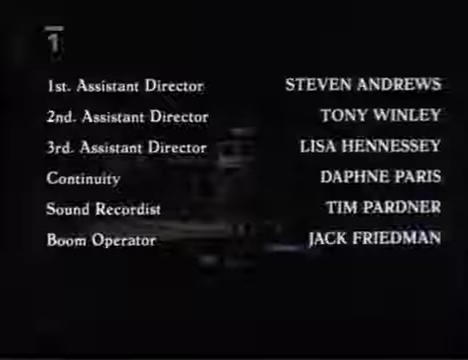 1
1st. Assistant Director STEVEN ANDREWS
2nd. Assistant Director TONY WINLEY
3rd. Assistant Director LISA HENNESSEY
Continuity DAPHNE PARIS
Sound Recordist TIM PARDNER
Boom Operator JACK FRIEDMAN